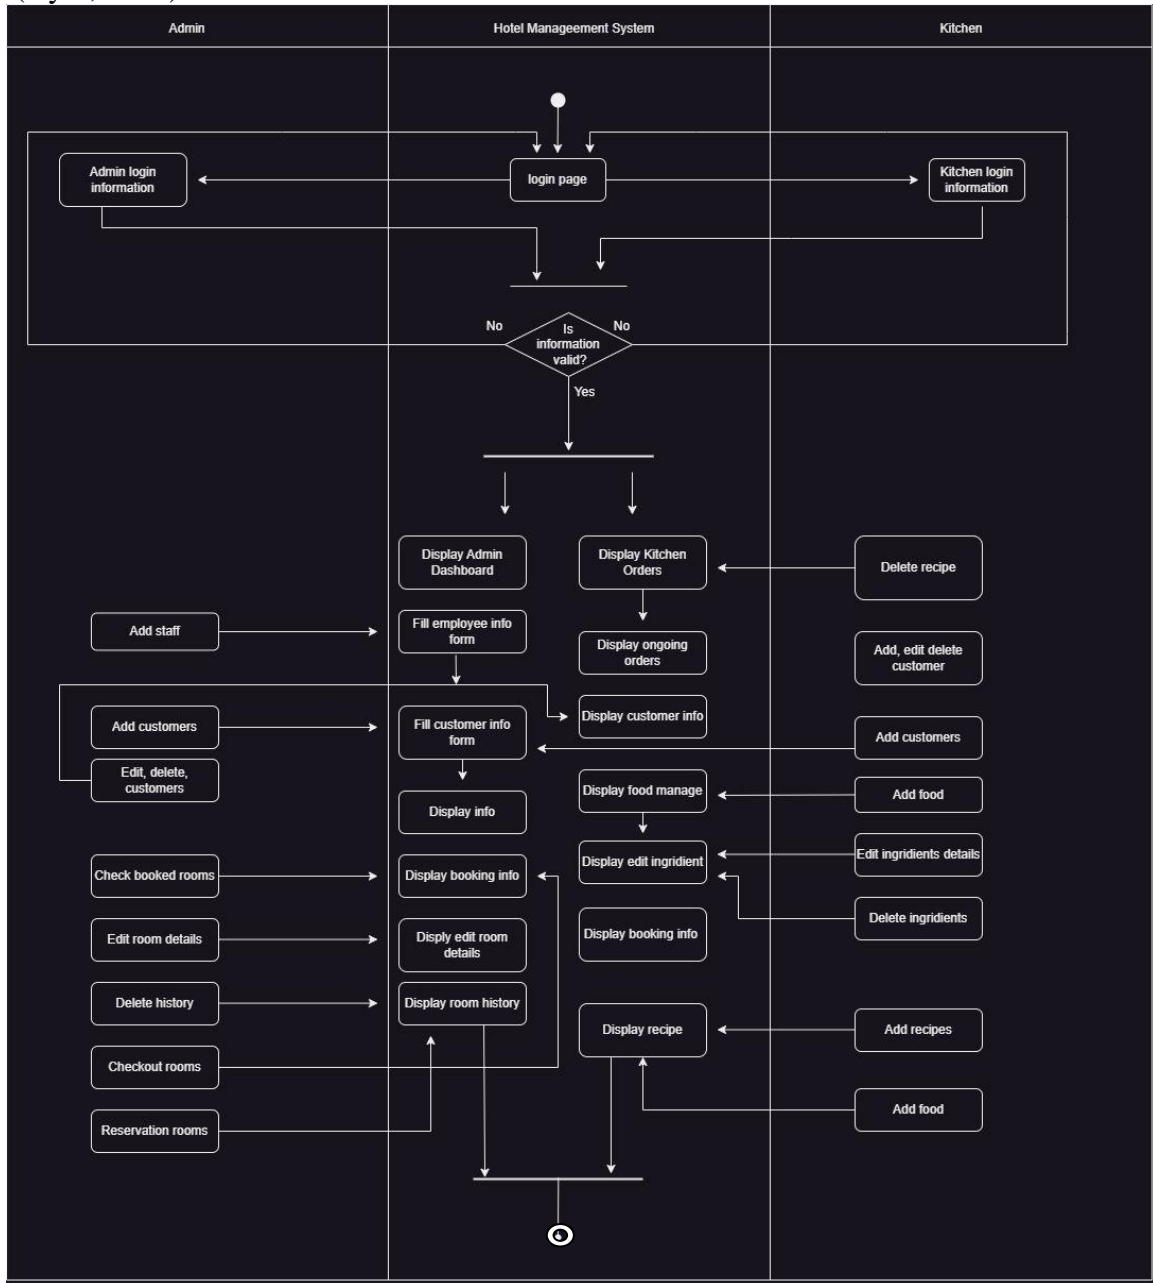 Admin
Hotel Manageement System
Kitchen
Admin login
information
login page
Kitchen login
information
No
Is
information
valid?
No
Yes
Display Admin
Dashboard
Display Kitchen
Orders
Delete recipe
Add staff
Fill employee info
form
Display ongoing
orders
Add, edit delete
customer
Add customers
Fill customer info
form
Display customer info
Add customers
Edit, delete,
customers
Display info
Display food manage
Add food
Check booked rooms
Display booking info
Display edit ingridient
Edit ingridients details
Edit room details
Disply edit room
details
Display booking info
Delete ingridients
Delete history
Display room history
Display recipe
Add recipes
Checkout rooms
Reservation rooms
Add food